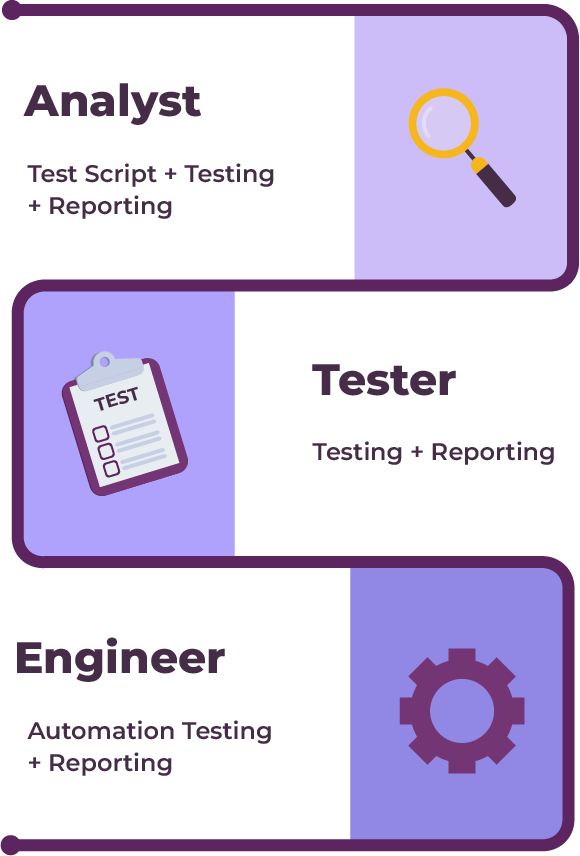 Analyst
Test Script + Testing
+ Reporting
TEST
Tester
Testing + Reporting
Engineer
Automation Testing
+ Reporting